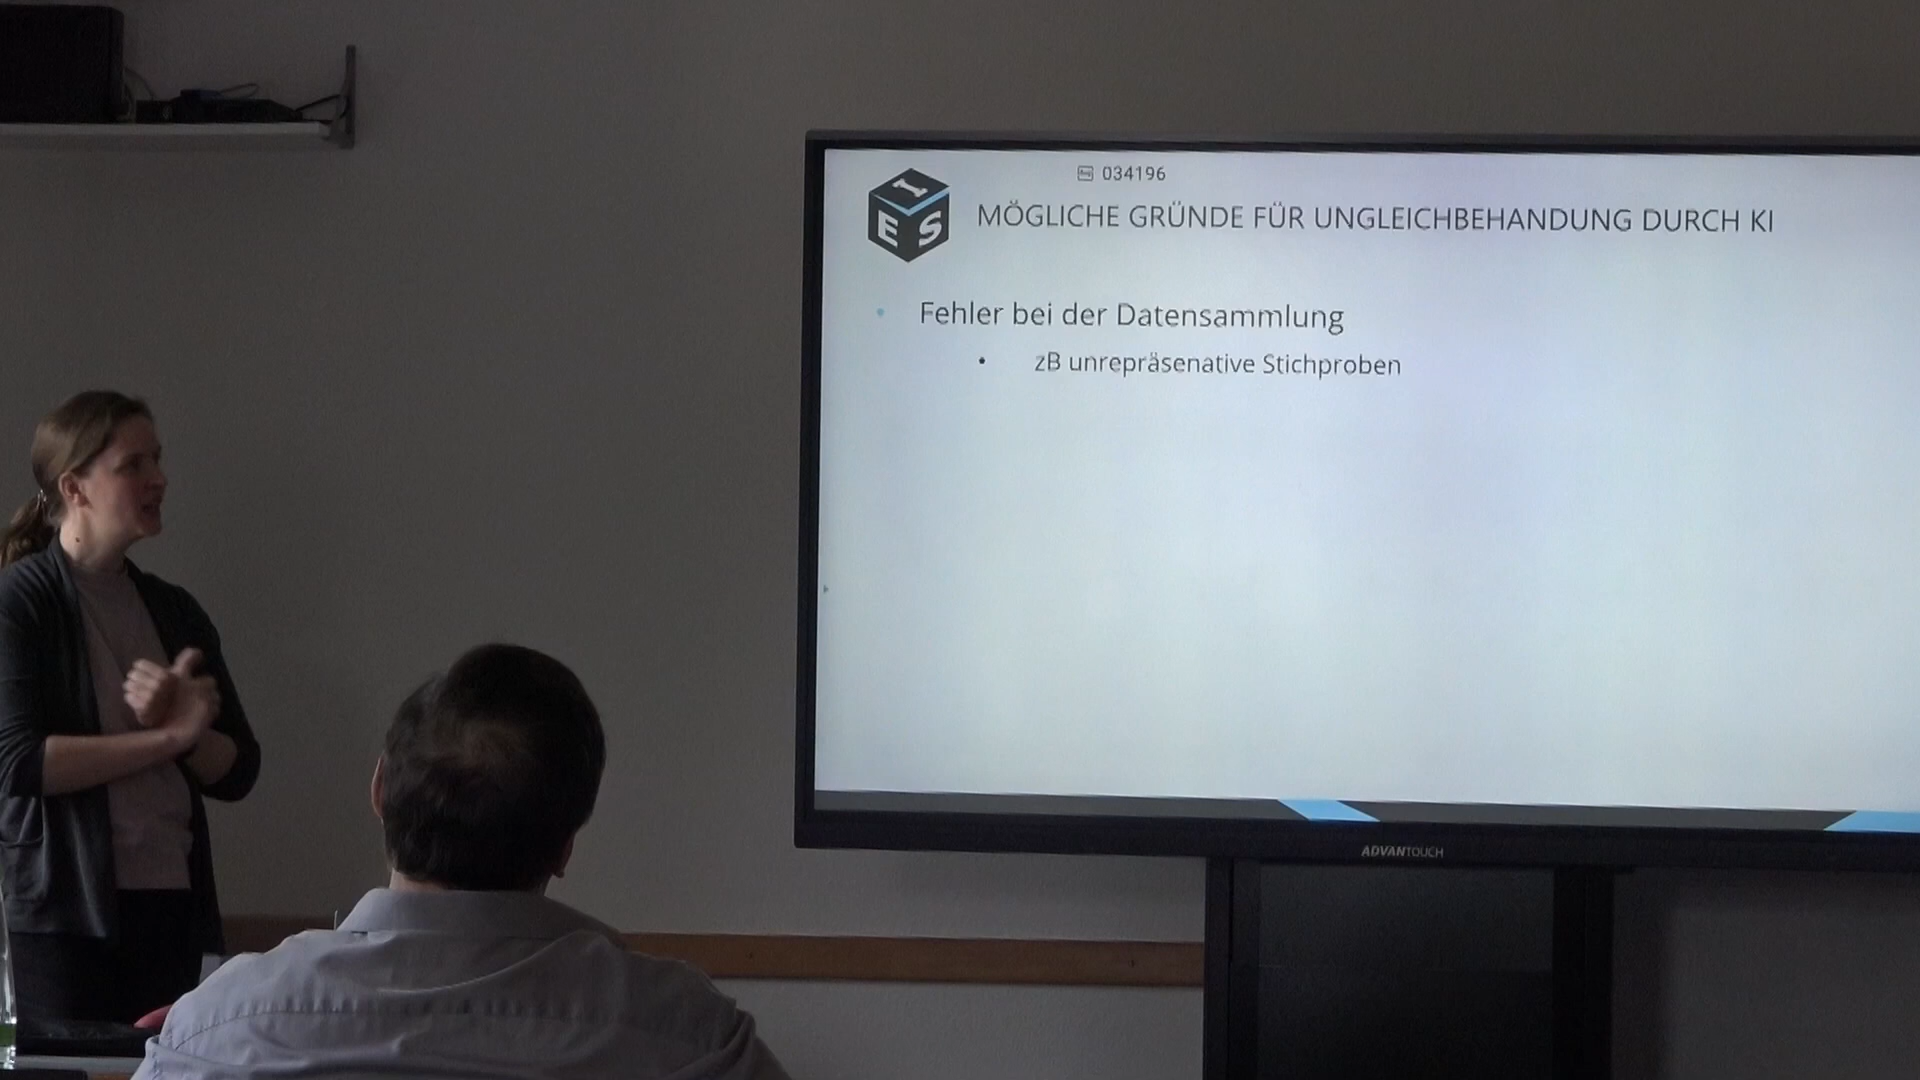 034196
I
E S
MÖGLICHE GRÜNDE FÜR UNGLEICHBEHANDUNG DURCH KI
• Fehler bei der Datensammlung
• zB unrepräsenative Stichproben
ADVANTOUCH